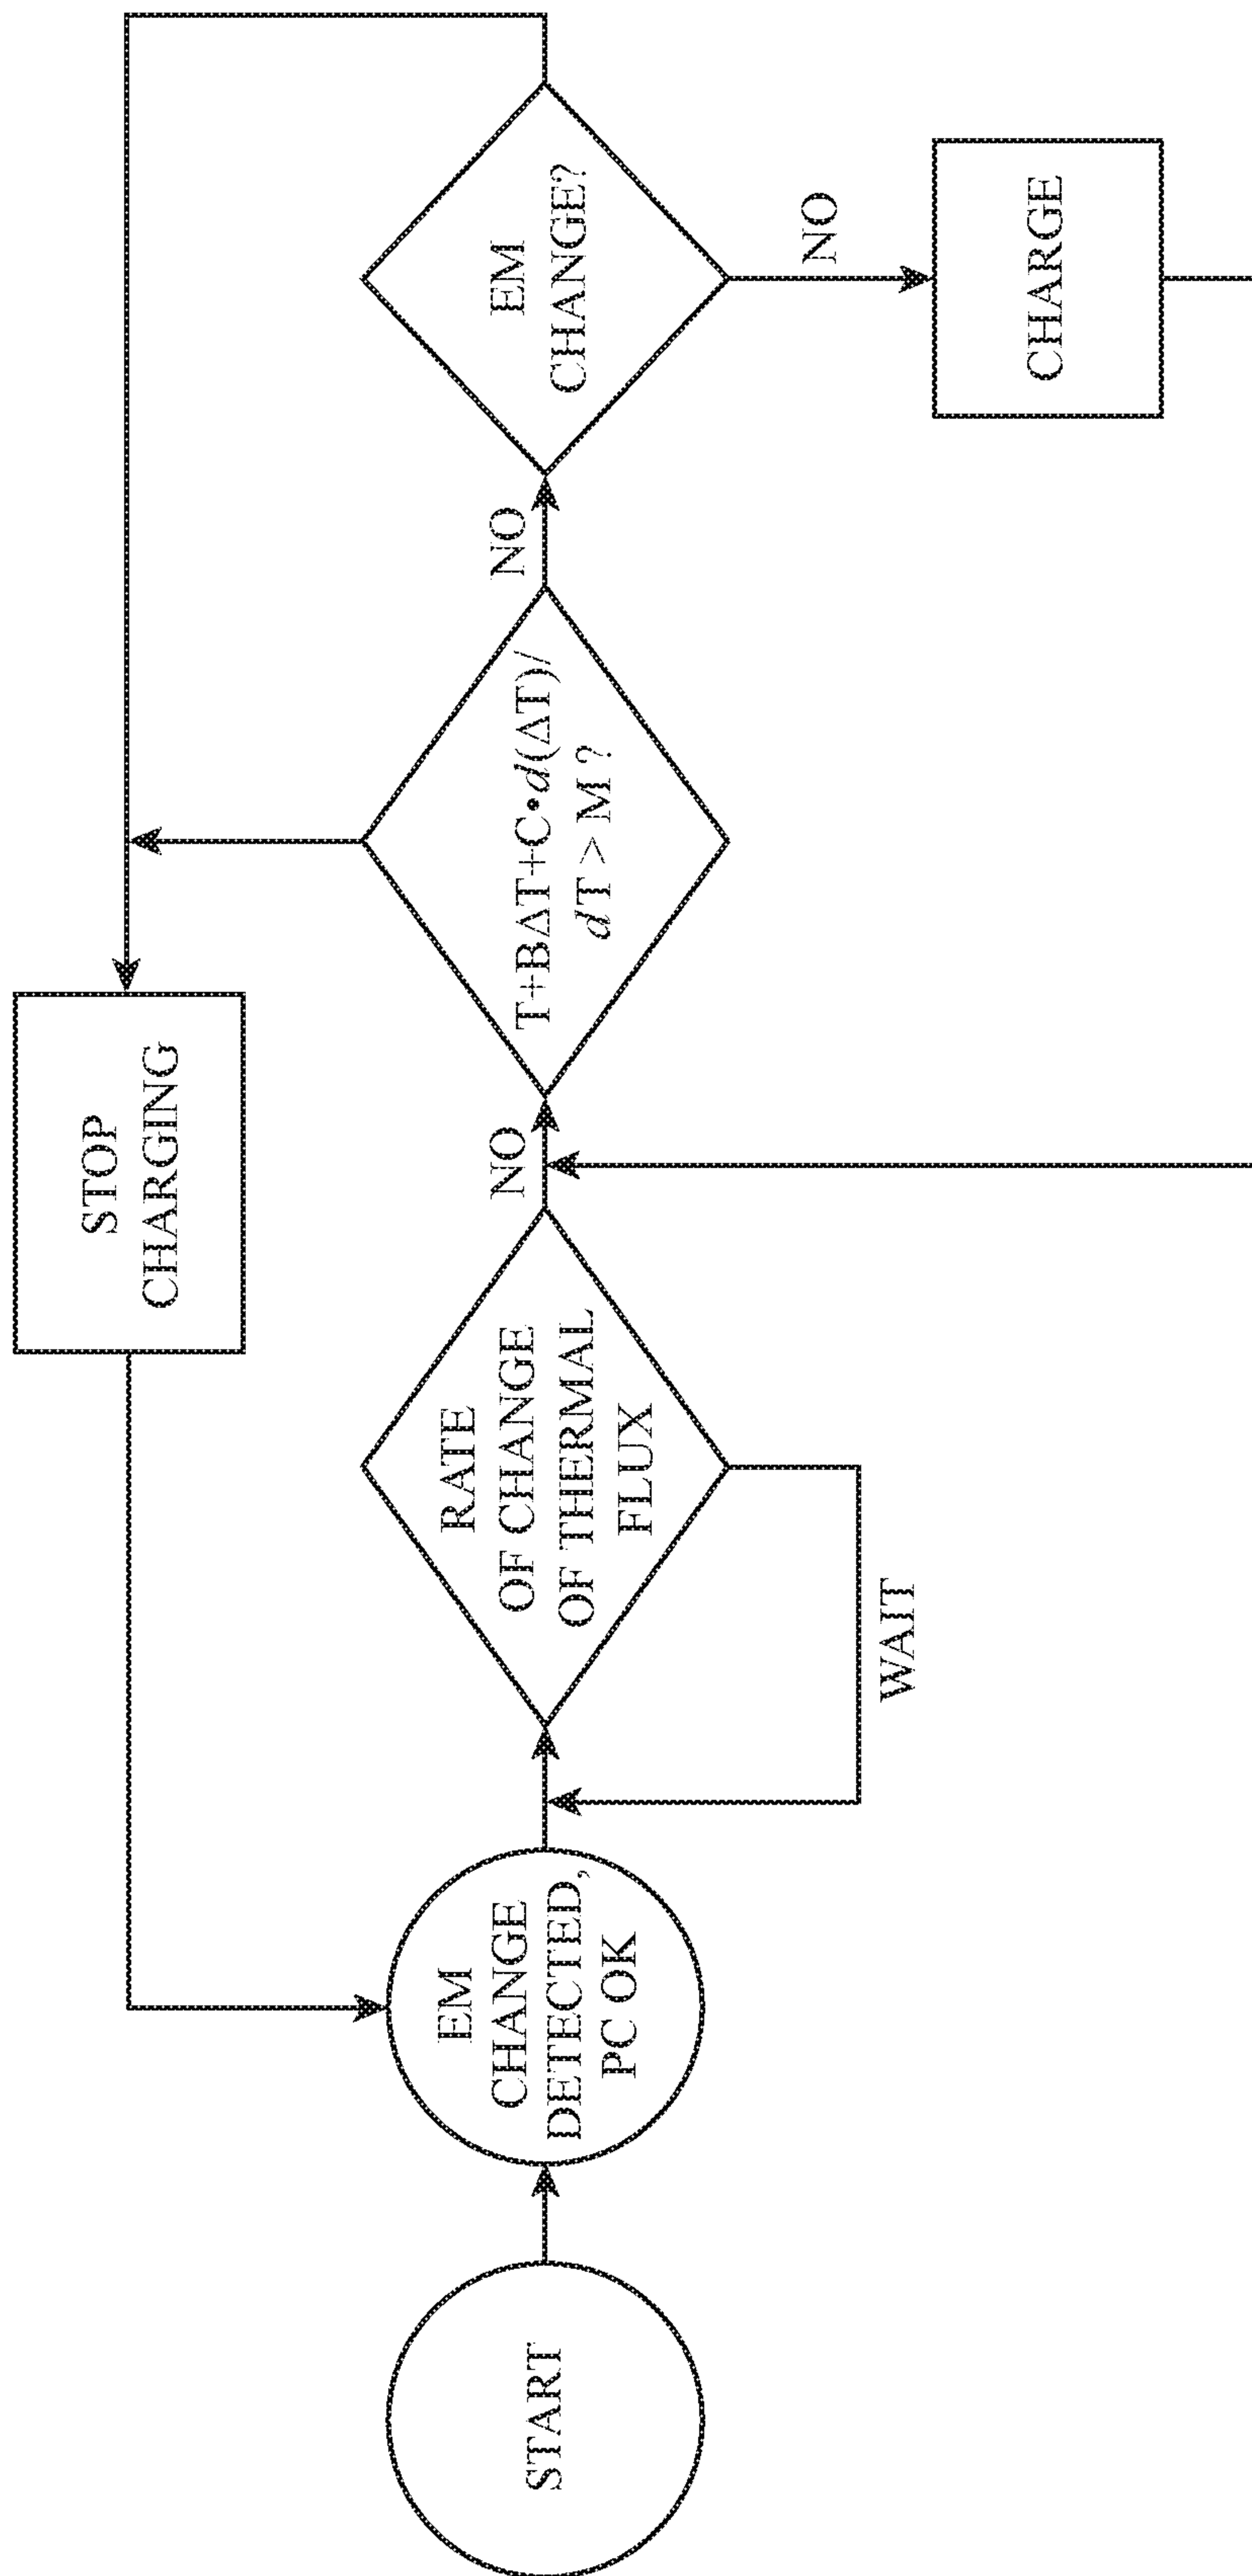 START
EM
CHANGE
DETECTED,
PC OK
STOP
CHARGING
RATE
OF CHANGE
OF THERMAL
FLUX
WAIT
NO
T+BΔT+C•d(ΔT)/
dT > M ?
NO
EM
CHANGE?
NO
CHARGE